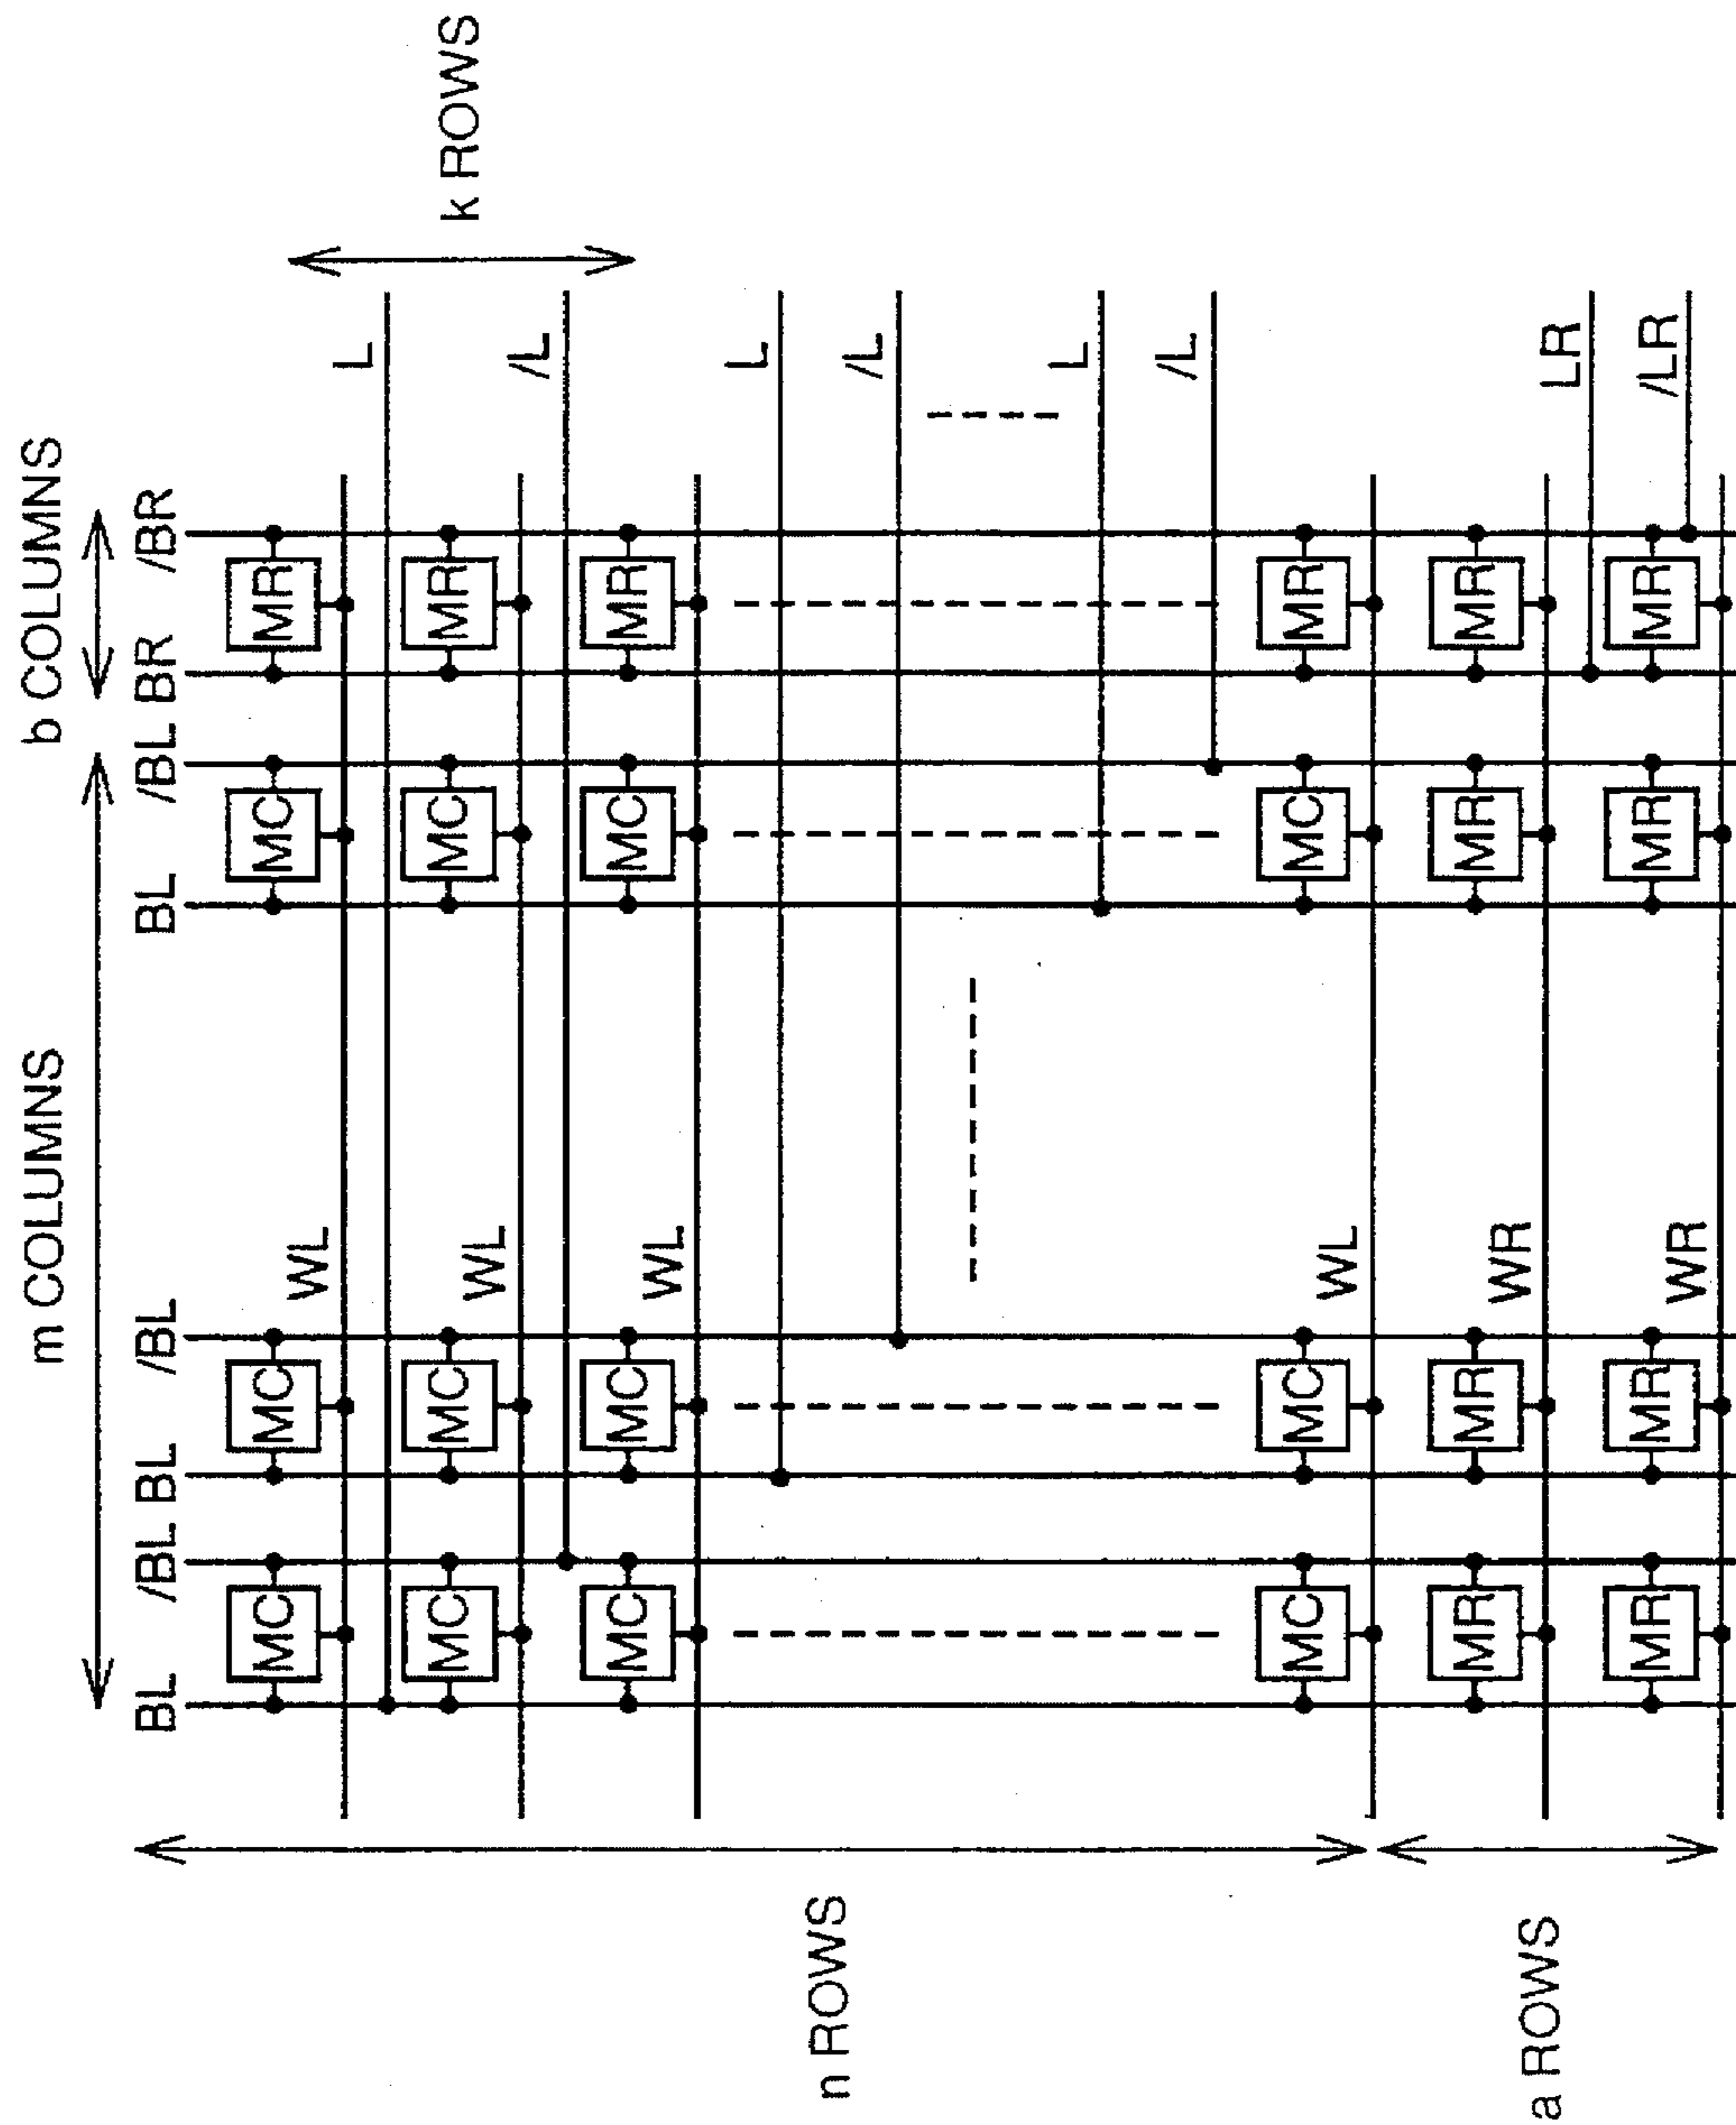 m COLUMNS
b COLUMNS
BL /BL BL /BL BL /BL BR /BR
MC MC MC MR
WL
L
k ROWS
MC MC MC MR
WL
/L
MC MC MC MR
WL
L
n ROWS
/L
L
/L
MC MC MC MR
WL
MR MR MR MR
WR
a ROWS
LR
MR MR MR MR
/LR
WR